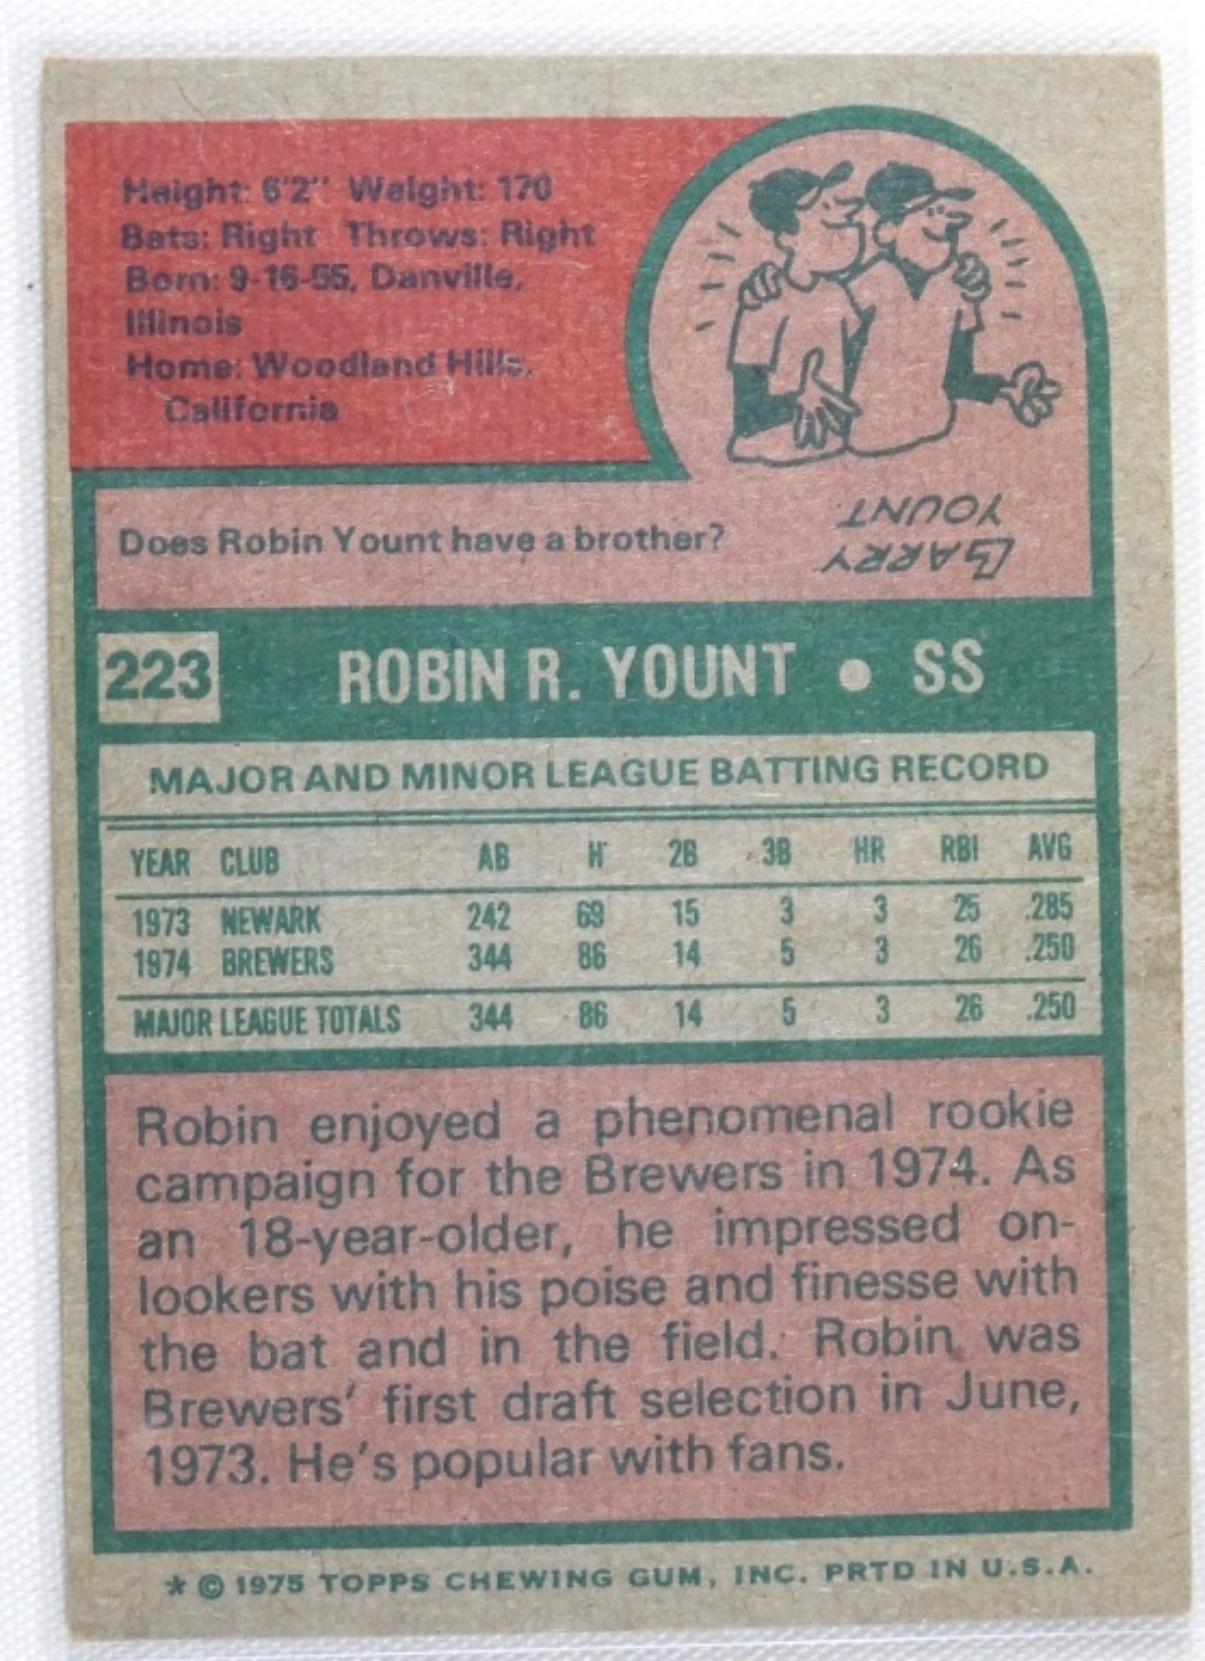 Height: 6'2" Weight: 170
Bats: Right Throws: Right
Born: 9-16-55, Danville,
Illinois
Home: Woodland Hills,
California
Does Robin Yount have a brother?
LARRY
YOUNT.
223 ROBIN R. YOUNT • SS
MAJOR AND MINOR LEAGUE BATTING RECORD
YEAR CLUB AB H 2B 3B HR RBI AVG
1973 NEWARK 242 69 15 3 3 25 .285
1974 BREWERS 344 86 14 5 3 26 .250
MAJOR LEAGUE TOTALS 344 86 14 5 3 26 .250
Robin enjoyed a phenomenal rookie
campaign for the Brewers in 1974. As
an 18-year-older, he impressed on-
lookers with his poise and finesse with
the bat and in the field. Robin was
Brewers' first draft selection in June,
1973. He's popular with fans.
* © 1975 TOPPS CHEWING GUM, INC. PRTD IN U.S.A.